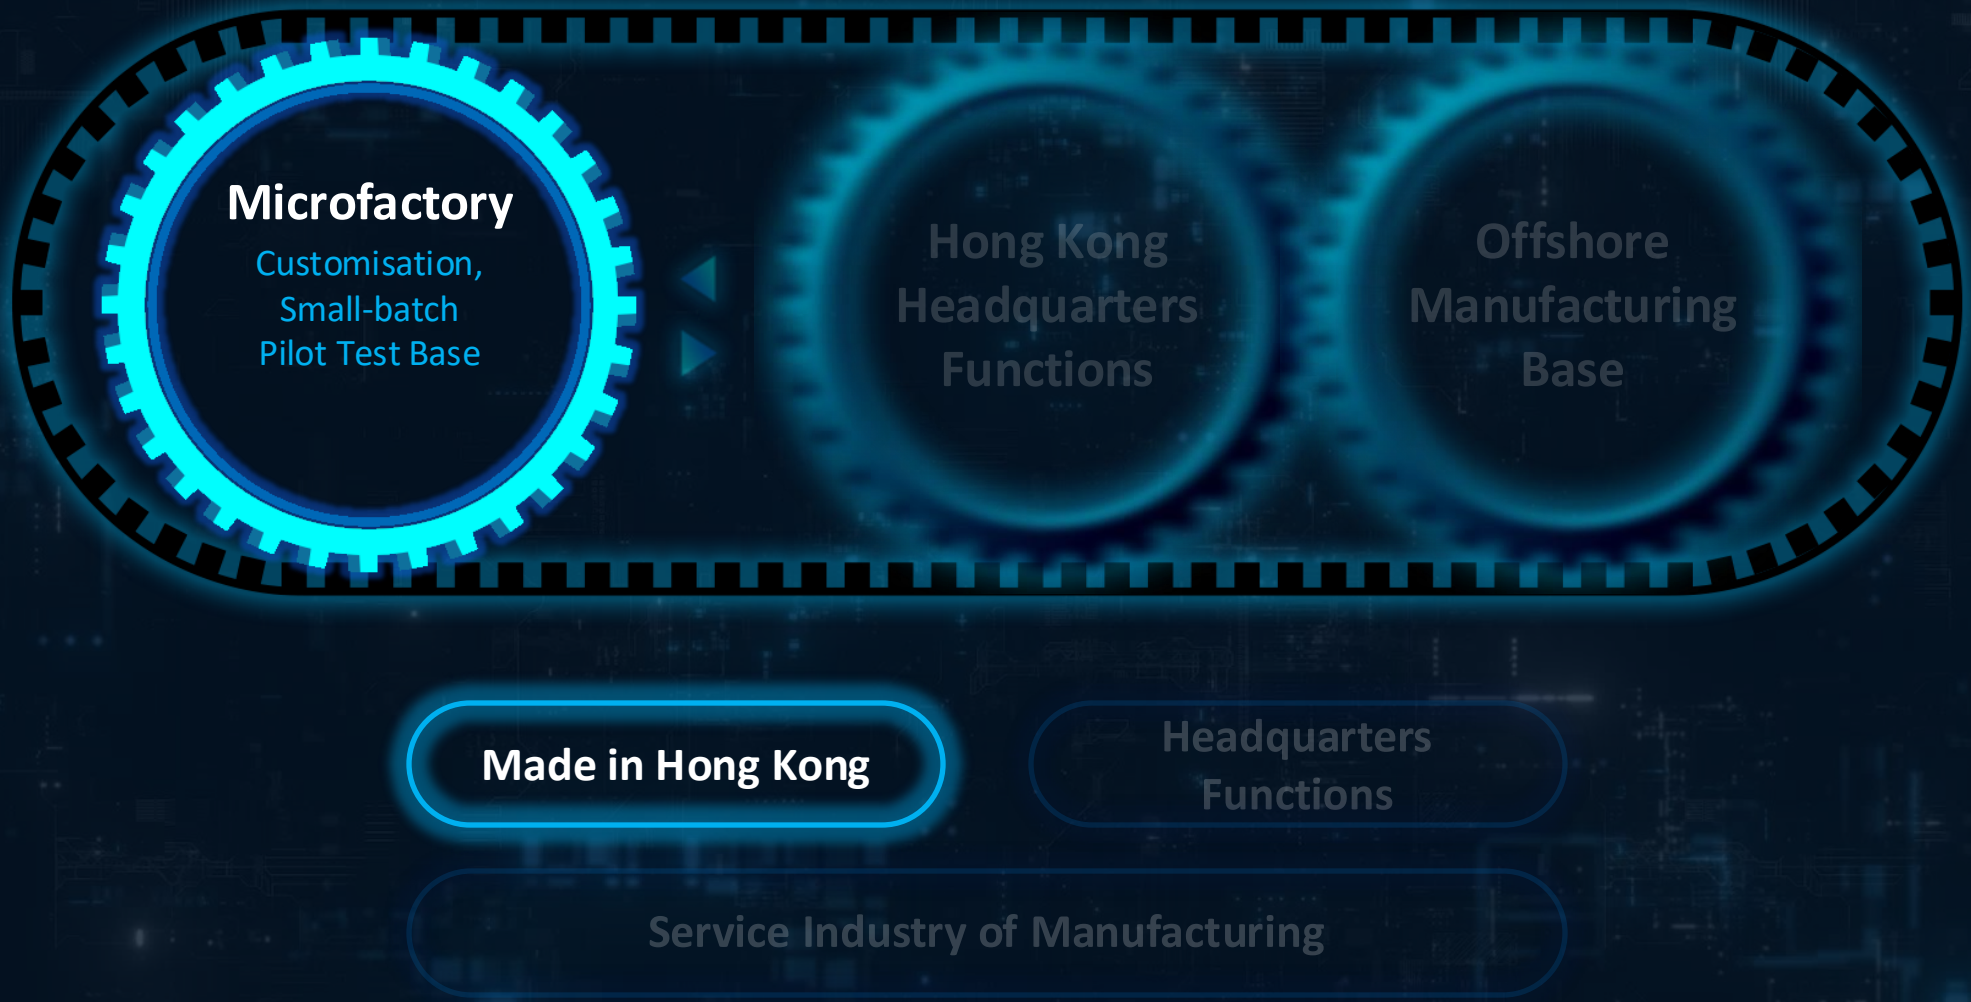 Microfactory
Customisation,
Small-batch
Pilot Test Base
Hong Kong
Headquarters
Functions
Offshore
Manufacturing
Base
Made in Hong Kong
Headquarters
Functions
Service Industry of Manufacturing